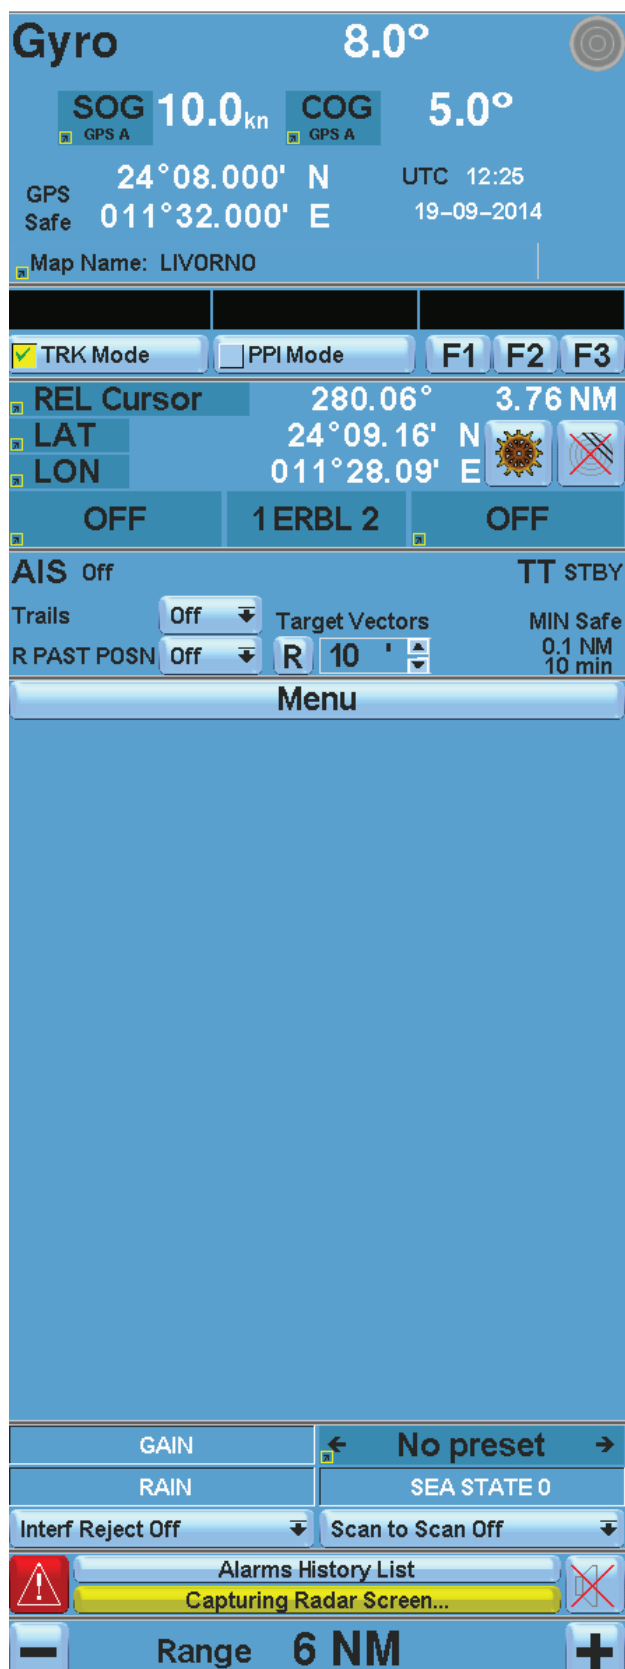 Gyro 8.0°
SOG 10.0kn COG 5.0°
GPS A GPS A
24°08.000' N UTC 12:25
GPS
Safe 011°32.000' E 19-09-2014
Map Name: LIVORNO
TRK Mode PPI Mode F1 F2 F3
REL Cursor 280.06° 3.76 NM
LAT 24°09.16' N
LON 011°28.09' E
OFF 1 ERBL 2 OFF
AIS Off TT STBY
Trails Off Target Vectors MIN Safe
R PAST POSN Off R 10 ' 0.1 NM
10 min
Menu
GAIN ← No preset →
RAIN SEA STATE 0
Interf Reject Off Scan to Scan Off
Alarms History List
Capturing Radar Screen...
− Range 6 NM +